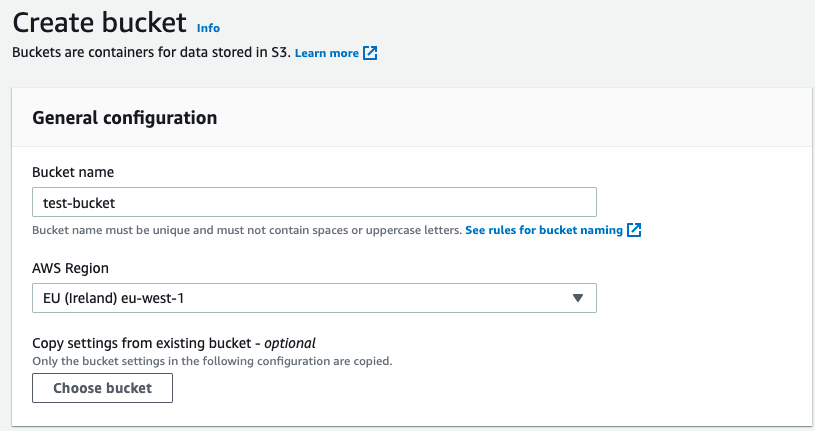 Create bucket Info
Buckets are containers for data stored in S3. Learn more
General configuration
Bucket name
test-bucket
Bucket name must be unique and must not contain spaces or uppercase letters. See rules for bucket naming
AWS Region
EU (Ireland) eu-west-1
Copy settings from existing bucket - optional
Only the bucket settings in the following configuration are copied.
Choose bucket